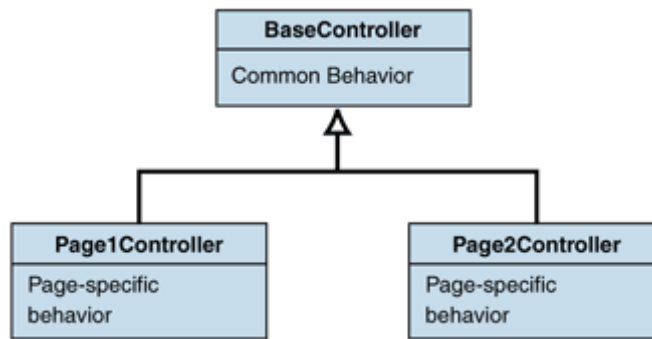 BaseController
Common Behavior
Page1Controller
Page-specific
behavior
Page2Controller
Page-specific
behavior